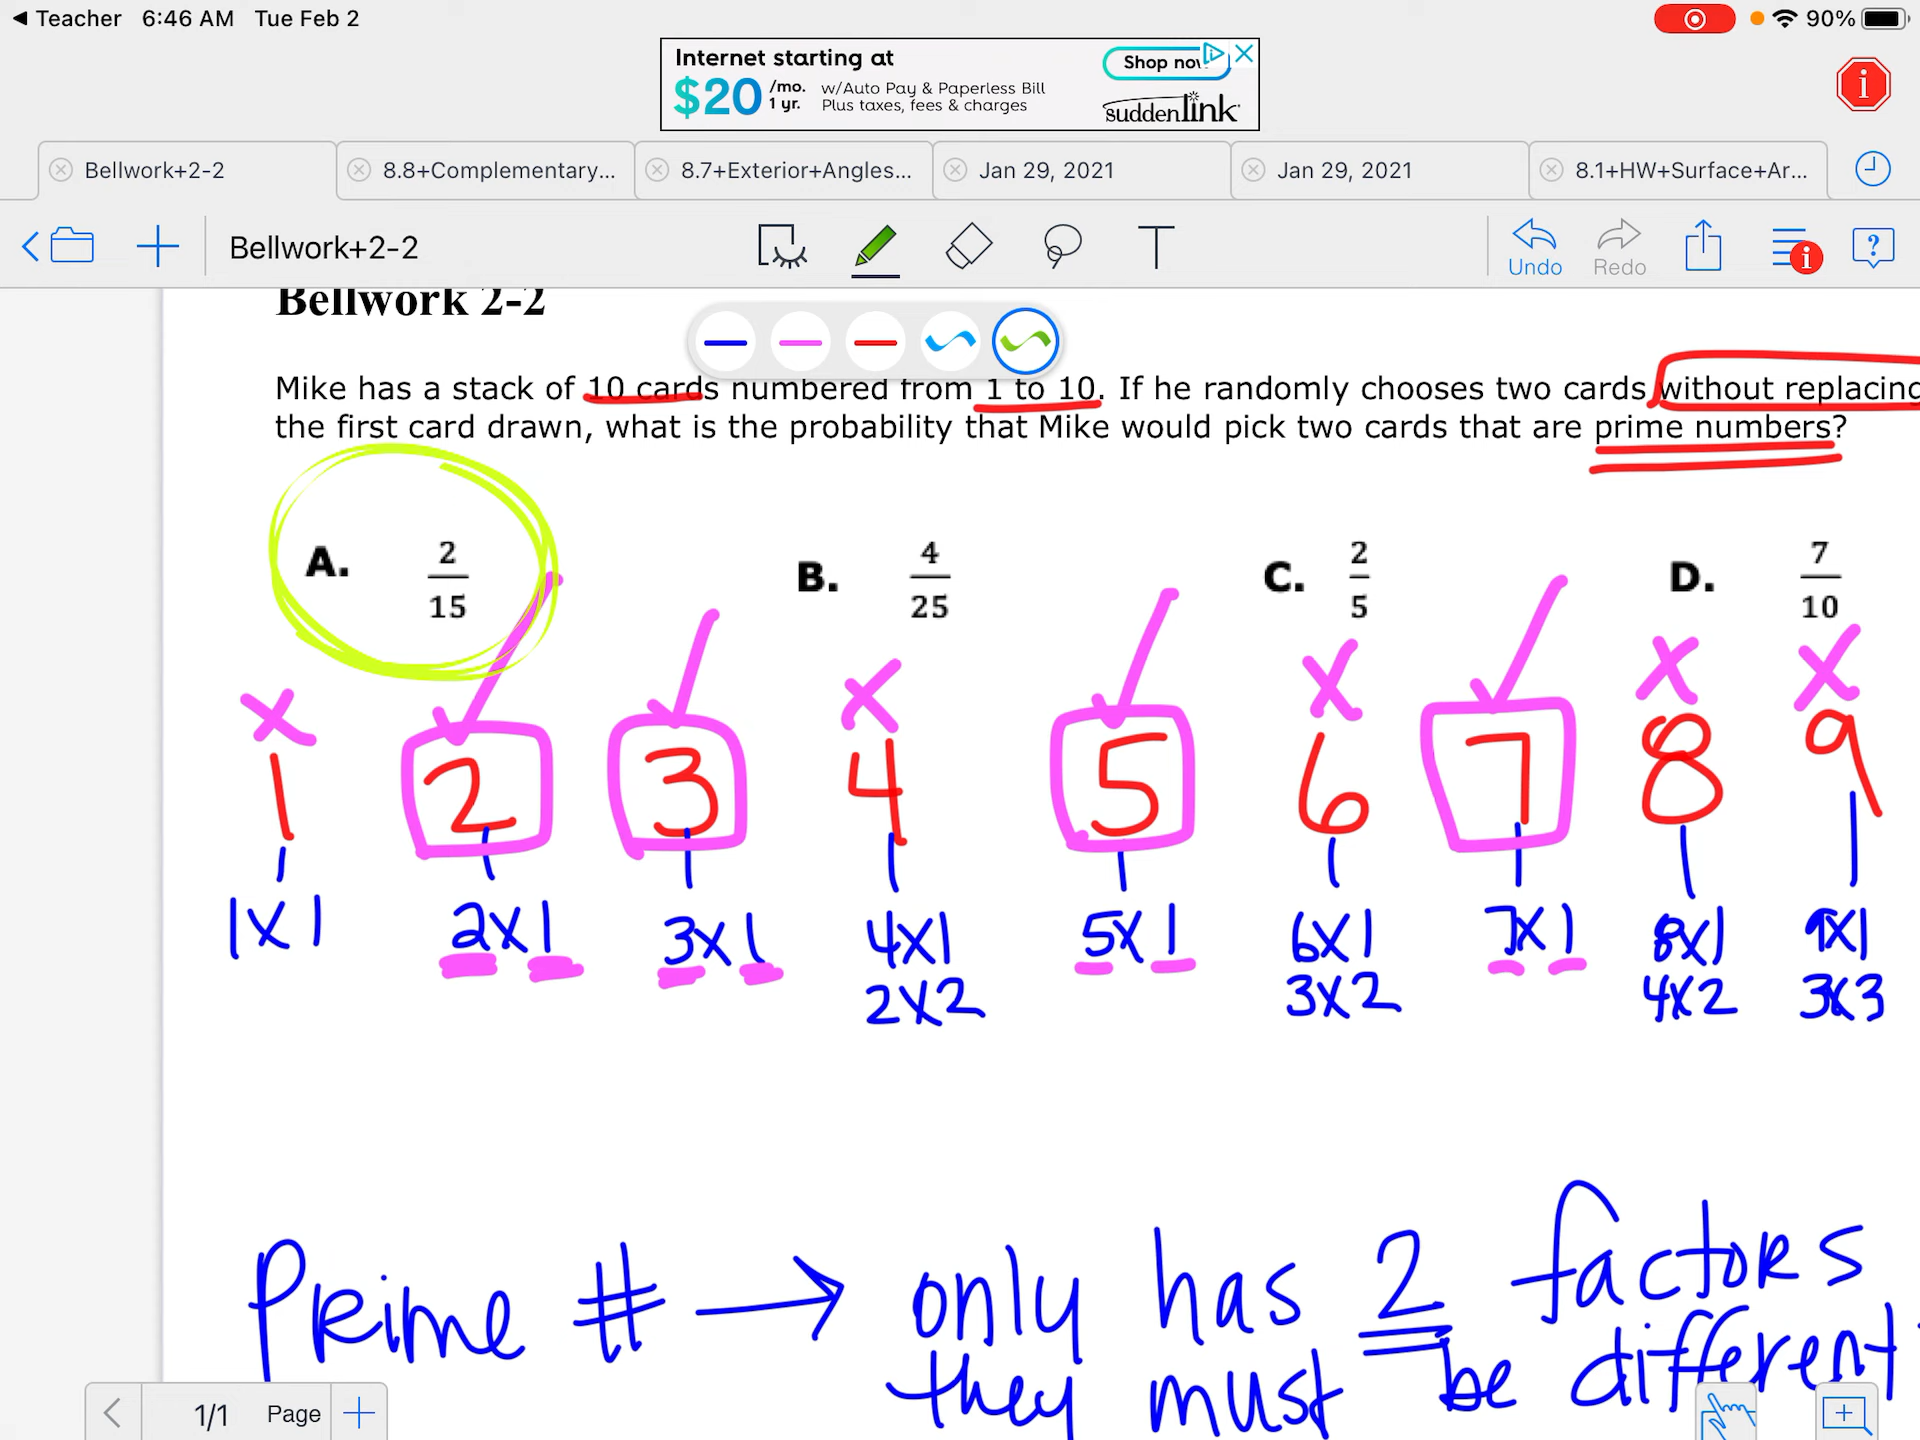 Teacher 6:46 AM Tue Feb 2 90%
Internet starting at
$20 /mo. 1 yr. w/Auto Pay & Paperless Bill
Plus taxes, fees & charges
Shop now
suddenlink
Bellwork+2-2 8.8+Complementary... 8.7+Exterior+Angles... Jan 29, 2021 Jan 29, 2021 8.1+HW+Surface+Ar...
Bellwork+2-2 T Undo Redo
Bellwork 2-2
Mike has a stack of 10 cards numbered from 1 to 10. If he randomly chooses two cards without replacing
the first card drawn, what is the probability that Mike would pick two cards that are prime numbers?
A. 2/15 B. 4/25 C. 2/5 D. 7/10
x x x x x
1 2 3 4 5 6 7 8 9
1x1 2x1 3x1 4x1 5x1 6x1 7x1 8x1 9x1
2x2 3x2 4x2 3x3
Prime # → only has 2 factors
they must be different
1/1 Page